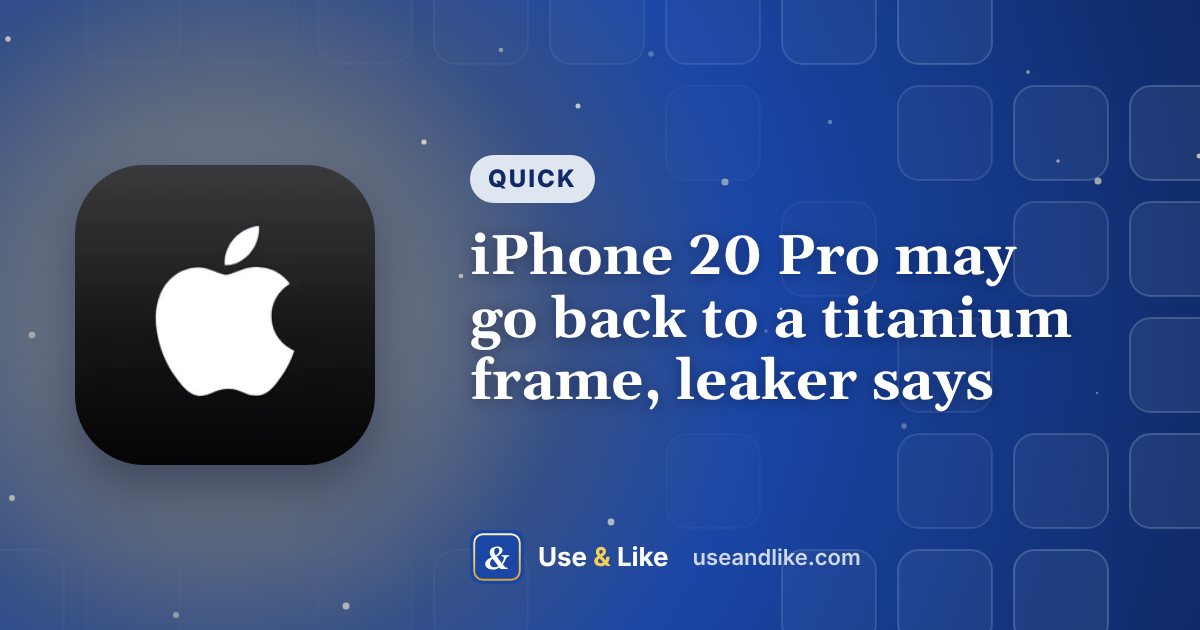 QUICK
iPhone 20 Pro may
go back to a titanium
frame, leaker says
& Use & Like useandlike.com